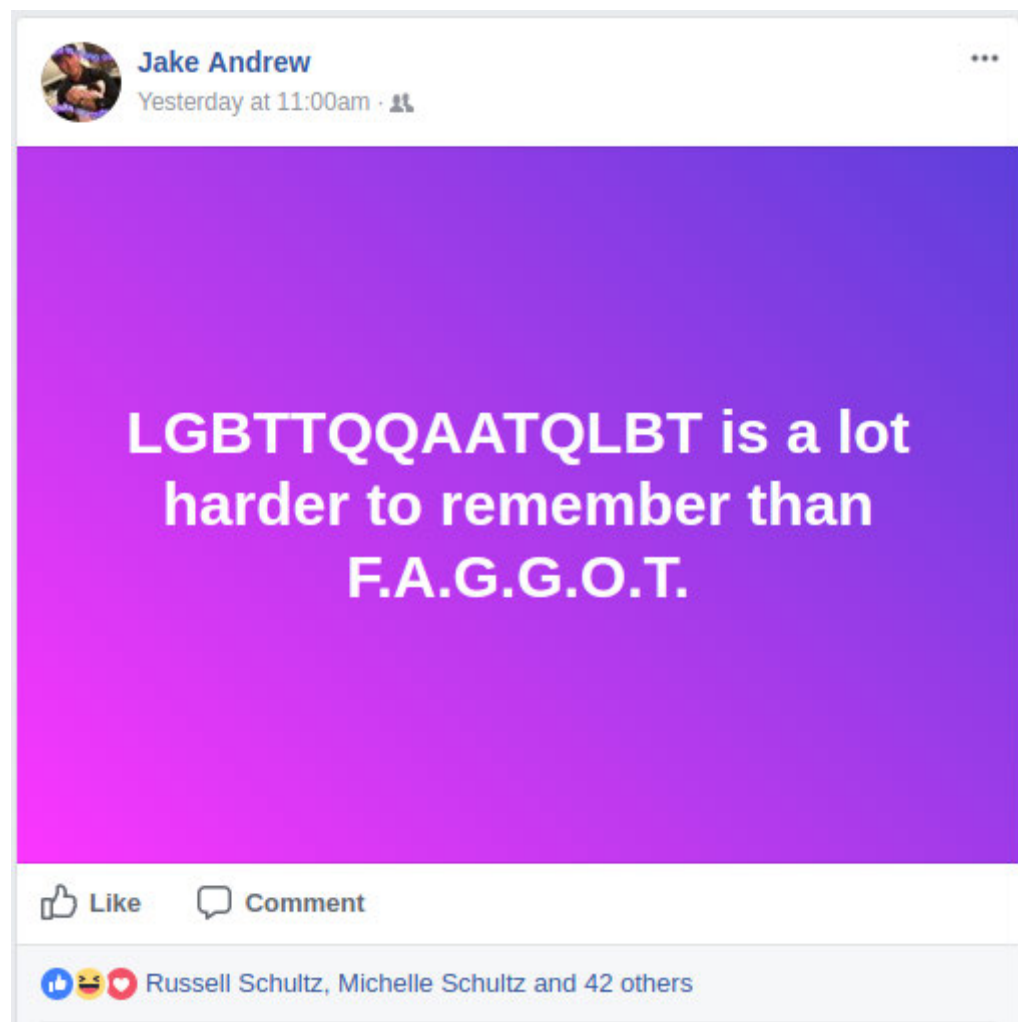 Jake Andrew
Yesterday at 11:00am ·
LGBTTQQAATQLBT is a lot
harder to remember than
F.A.G.G.O.T.
Like Comment
Russell Schultz, Michelle Schultz and 42 others